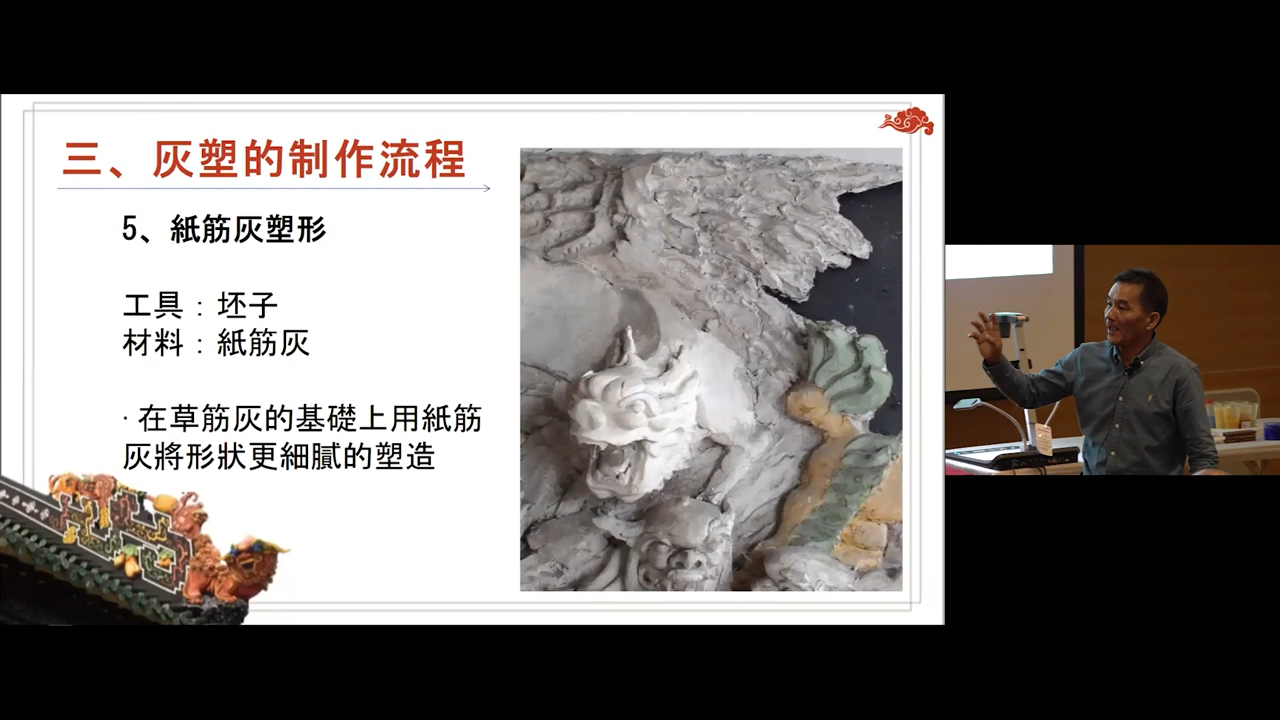 三、灰塑的制作流程
5、紙筋灰塑形
工具：坯子
材料：紙筋灰
· 在草筋灰的基礎上用紙筋
灰將形狀更細膩的塑造